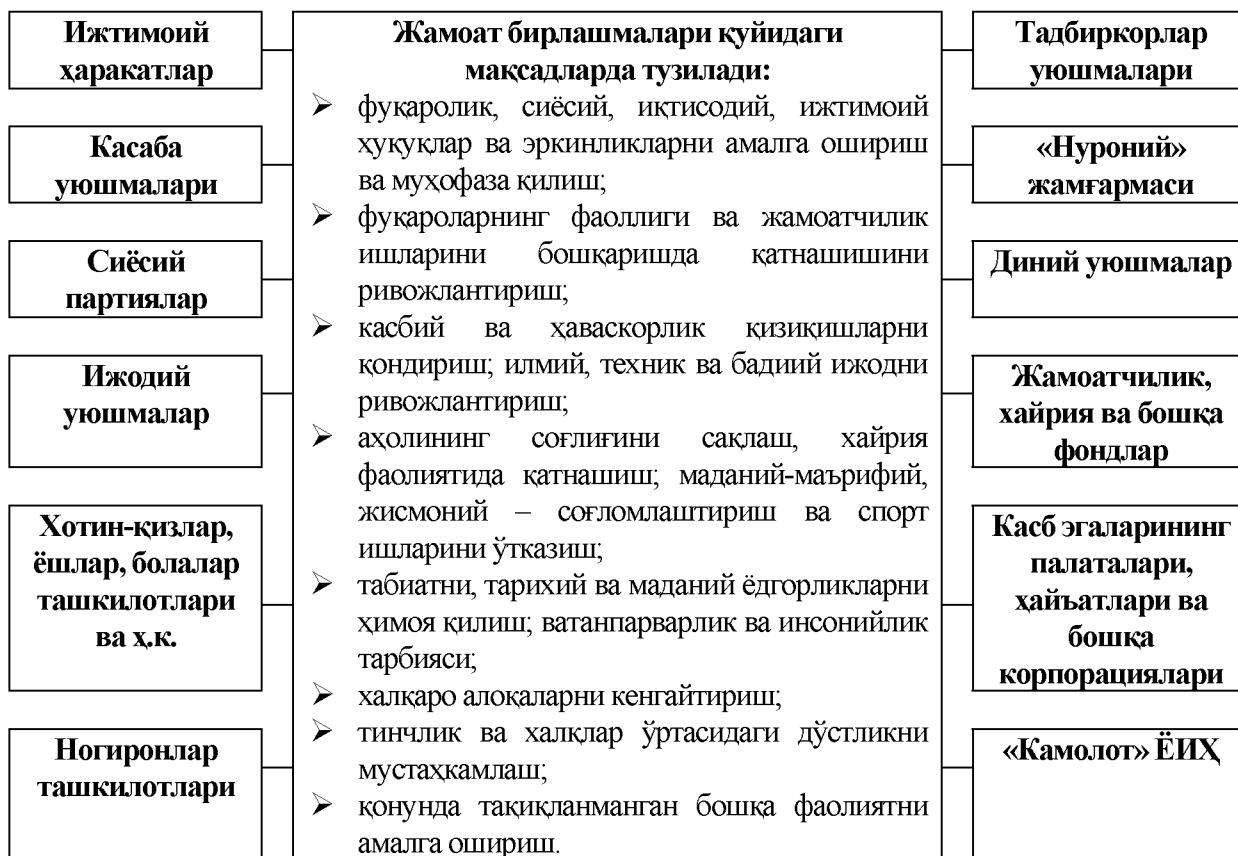 Ижтимоий
ҳаракатлар
Касаба
уюшмалари
Сиёсий
партиялар
Ижодий
уюшмалар
Хотин-қизлар,
ёшлар, болалар
ташкилотлари
ва ҳ.к.
Ногиронлар
ташкилотлари
Жамоат бирлашмалари қуйидаги
мақсадларда тузилади:
➢ фуқаролик, сиёсий, иқтисодий, ижтимоий
ҳуқуқлар ва эркинликларни амалга ошириш
ва муҳофаза қилиш;
➢ фуқароларнинг фаоллиги ва жамоатчилик
ишларини бошқаришда қатнашишини
ривожлантириш;
➢ касбий ва ҳаваскорлик қизиқишларни
қондириш; илмий, техник ва бадиий ижодни
ривожлантириш;
➢ аҳолининг соғлиғини сақлаш, хайрия
фаолиятида қатнашиш; маданий-маърифий,
жисмоний – соғломлаштириш ва спорт
ишларини ўтказиш;
➢ табиатни, тарихий ва маданий ёдгорликларни
ҳимоя қилиш; ватанпарварлик ва инсонийлик
тарбияси;
➢ халқаро алоқаларни кенгайтириш;
➢ тинчлик ва халқлар ўртасидаги дўстликни
мустаҳкамлаш;
➢ қонунда тақиқланманган бошқа фаолиятни
амалга ошириш.
Тадбиркорлар
уюшмалари
«Нуроний»
жамғармаси
Диний уюшмалар
Жамоатчилик,
хайрия ва бошқа
фондлар
Касб эгаларининг
палаталари,
ҳайъатлари ва
бошқа
корпорациялари
«Камолот» ЁИҲ